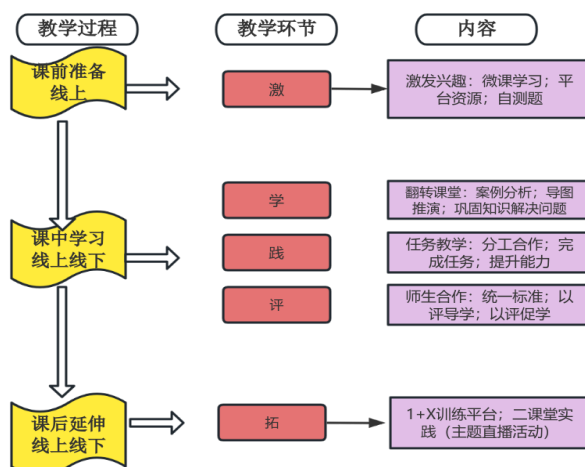 教学过程
教学环节
内容
课前准备
线上
激
激发兴趣：微课学习；平
台资源；自测题
学
翻转课堂：案例分析；导图
推演；巩固知识解决问题
课中学习
线上线下
践
任务教学：分工合作；完
成任务；提升能力
评
师生合作：统一标准；以
评导学；以评促学
课后延伸
线上线下
拓
1+X训练平台；二课堂实
践（主题直播活动）